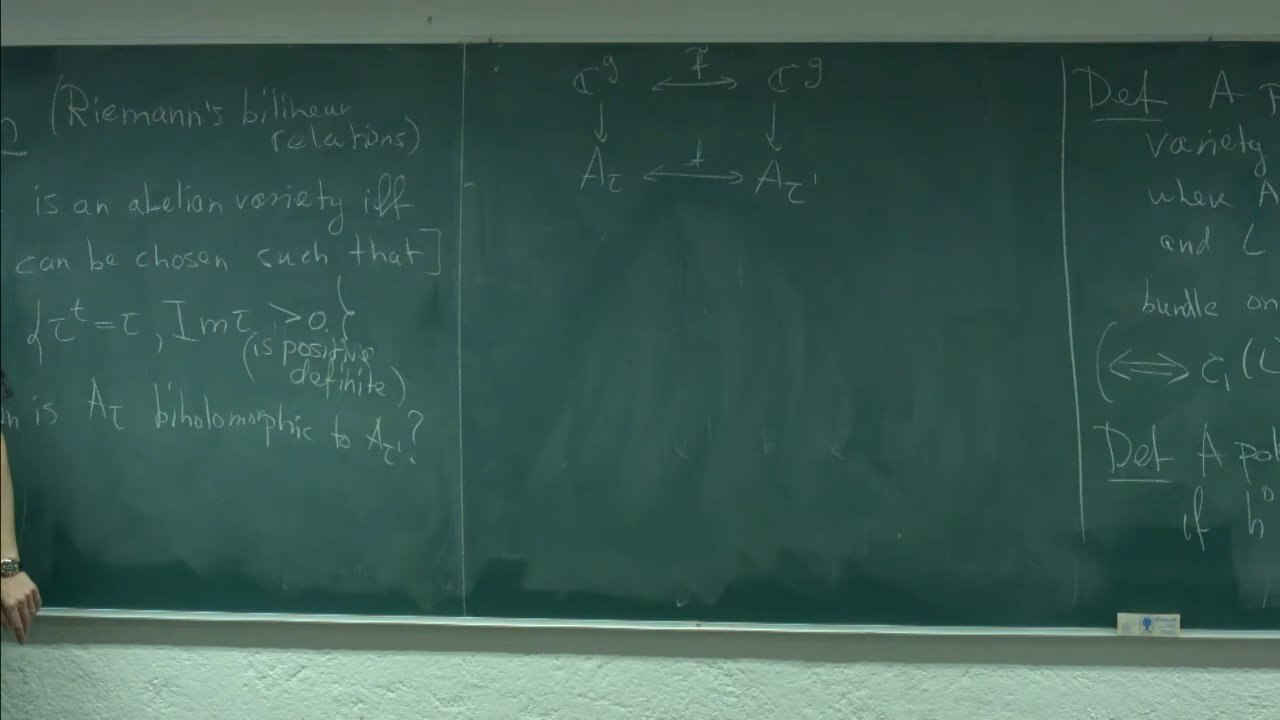 (Riemann's bilinear
relations)
is an abelian variety iff
can be chosen such that]
{τᵗ=τ, Imτ >0.}
(is positive
definite)
is A_τ biholomorphic to A_τ'?
ℂᵍ ⟷ ℂᵍ
↓ ↓
A_τ ⟷ A_τ'
Def A
variety
where A
and L
bundle on
(⟺ c₁(L
Def A pol
if h⁰